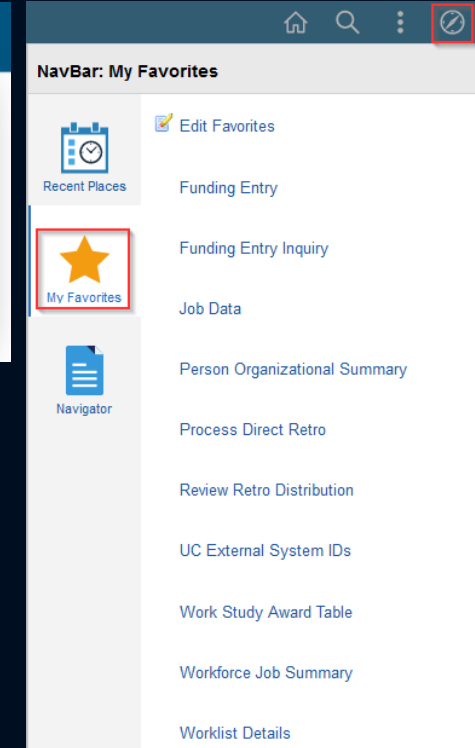 NavBar: My Favorites
Recent Places
My Favorites
Navigator
Edit Favorites
Funding Entry
Funding Entry Inquiry
Job Data
Person Organizational Summary
Process Direct Retro
Review Retro Distribution
UC External System IDs
Work Study Award Table
Workforce Job Summary
Worklist Details